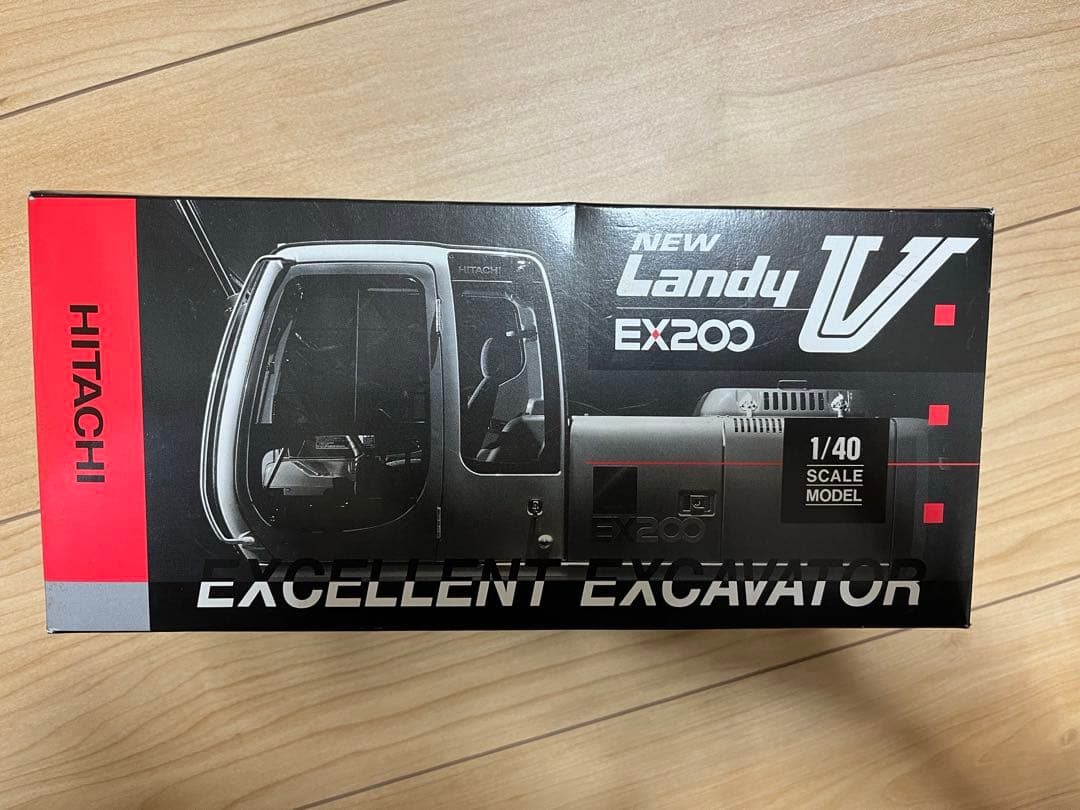 HITACHI
HITACHI
NEW
Landy V
EX200
1/40
SCALE
MODEL
EX200
EXCELLENT EXCAVATOR